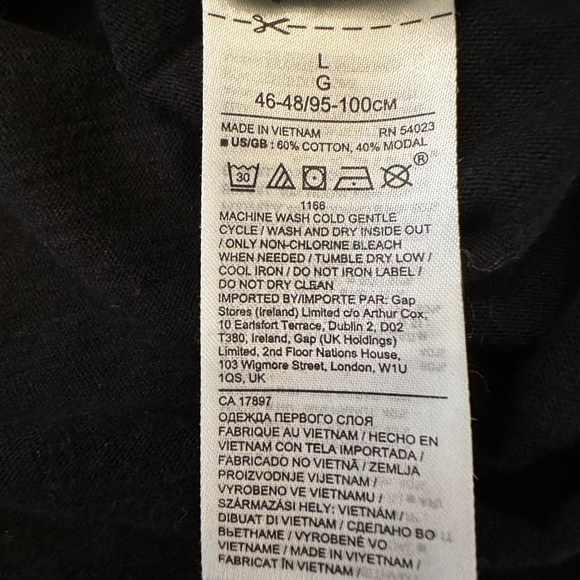 L
G
46-48/95-100CM
MADE IN VIETNAM RN 54023
■ US/GB : 60% COTTON, 40% MODAL
30 ®
1166
MACHINE WASH COLD GENTLE
CYCLE / WASH AND DRY INSIDE OUT
/ ONLY NON-CHLORINE BLEACH
WHEN NEEDED / TUMBLE DRY LOW /
COOL IRON / DO NOT IRON LABEL /
DO NOT DRY CLEAN
IMPORTED BY/IMPORTE PAR: Gap
Stores (Ireland) Limited c/o Arthur Cox,
10 Earlsfort Terrace, Dublin 2, D02
T380, Ireland, Gap (UK Holdings)
Limited, 2nd Floor Nations House,
103 Wigmore Street, London, W1U
1QS, UK
CA 17897
ОДЕЖДА ПЕРВОГО СЛОЯ
FABRIQUE AU VIETNAM / HECHO EN
VIETNAM CON TELA IMPORTADA /
FABRICADO NO VIETNÃ / ZEMLJA
PROIZVODNJE VIJETNAM /
VYROBENO VE VIETNAMU /
SZÁRMAZÁSI HELY: VIETNÁM /
DIBUAT DI VIETNAM / СДЕЛАНО ВО
ВЬЕТНАМЕ / VYROBENÉ VO
VIETNAME / MADE IN VIYETNAM /
FABRICAT ÎN VIETNAM /